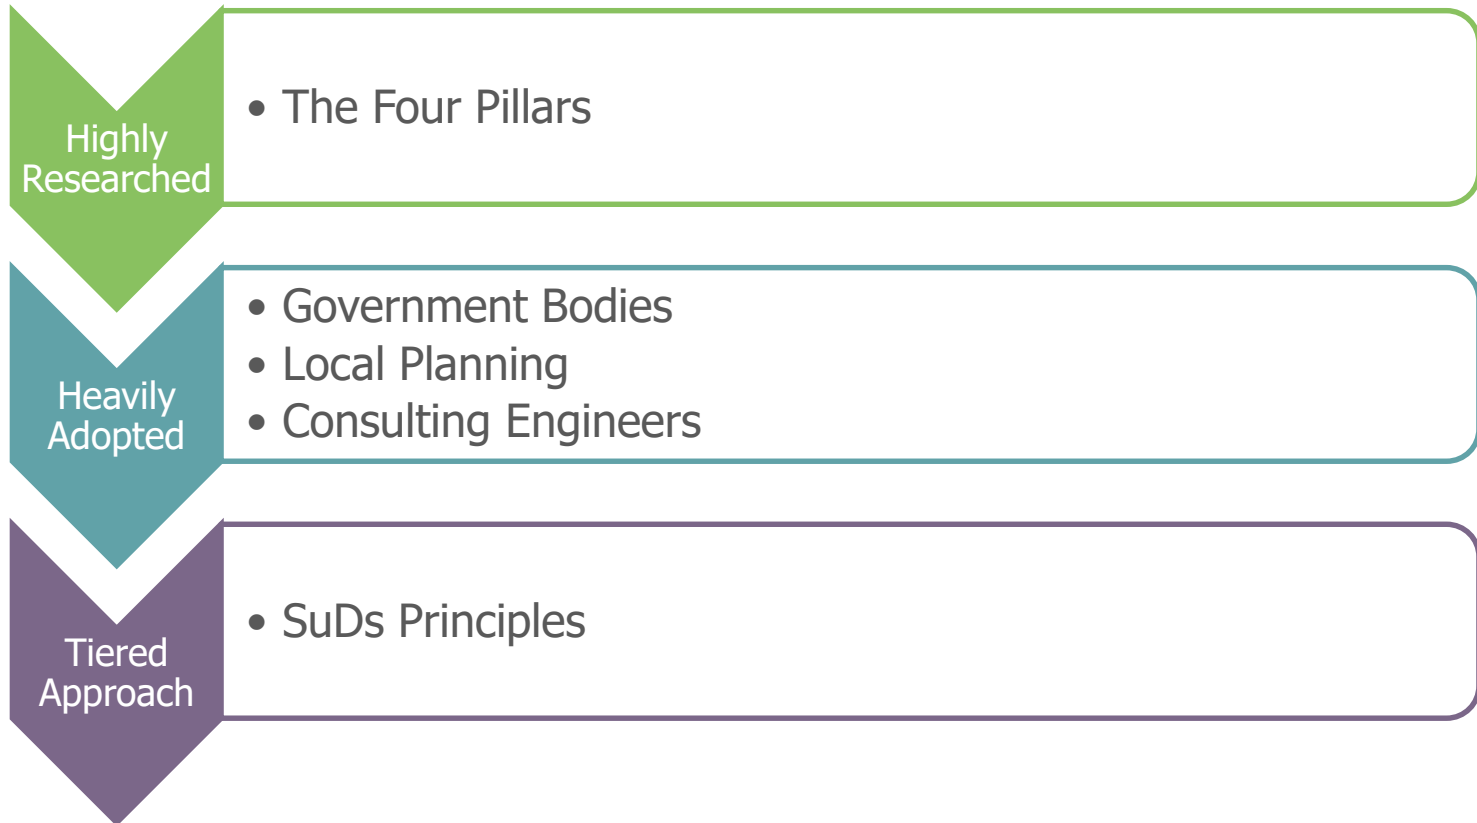 Highly
Researched
• The Four Pillars
Heavily
Adopted
• Government Bodies
• Local Planning
• Consulting Engineers
Tiered
Approach
• SuDs Principles